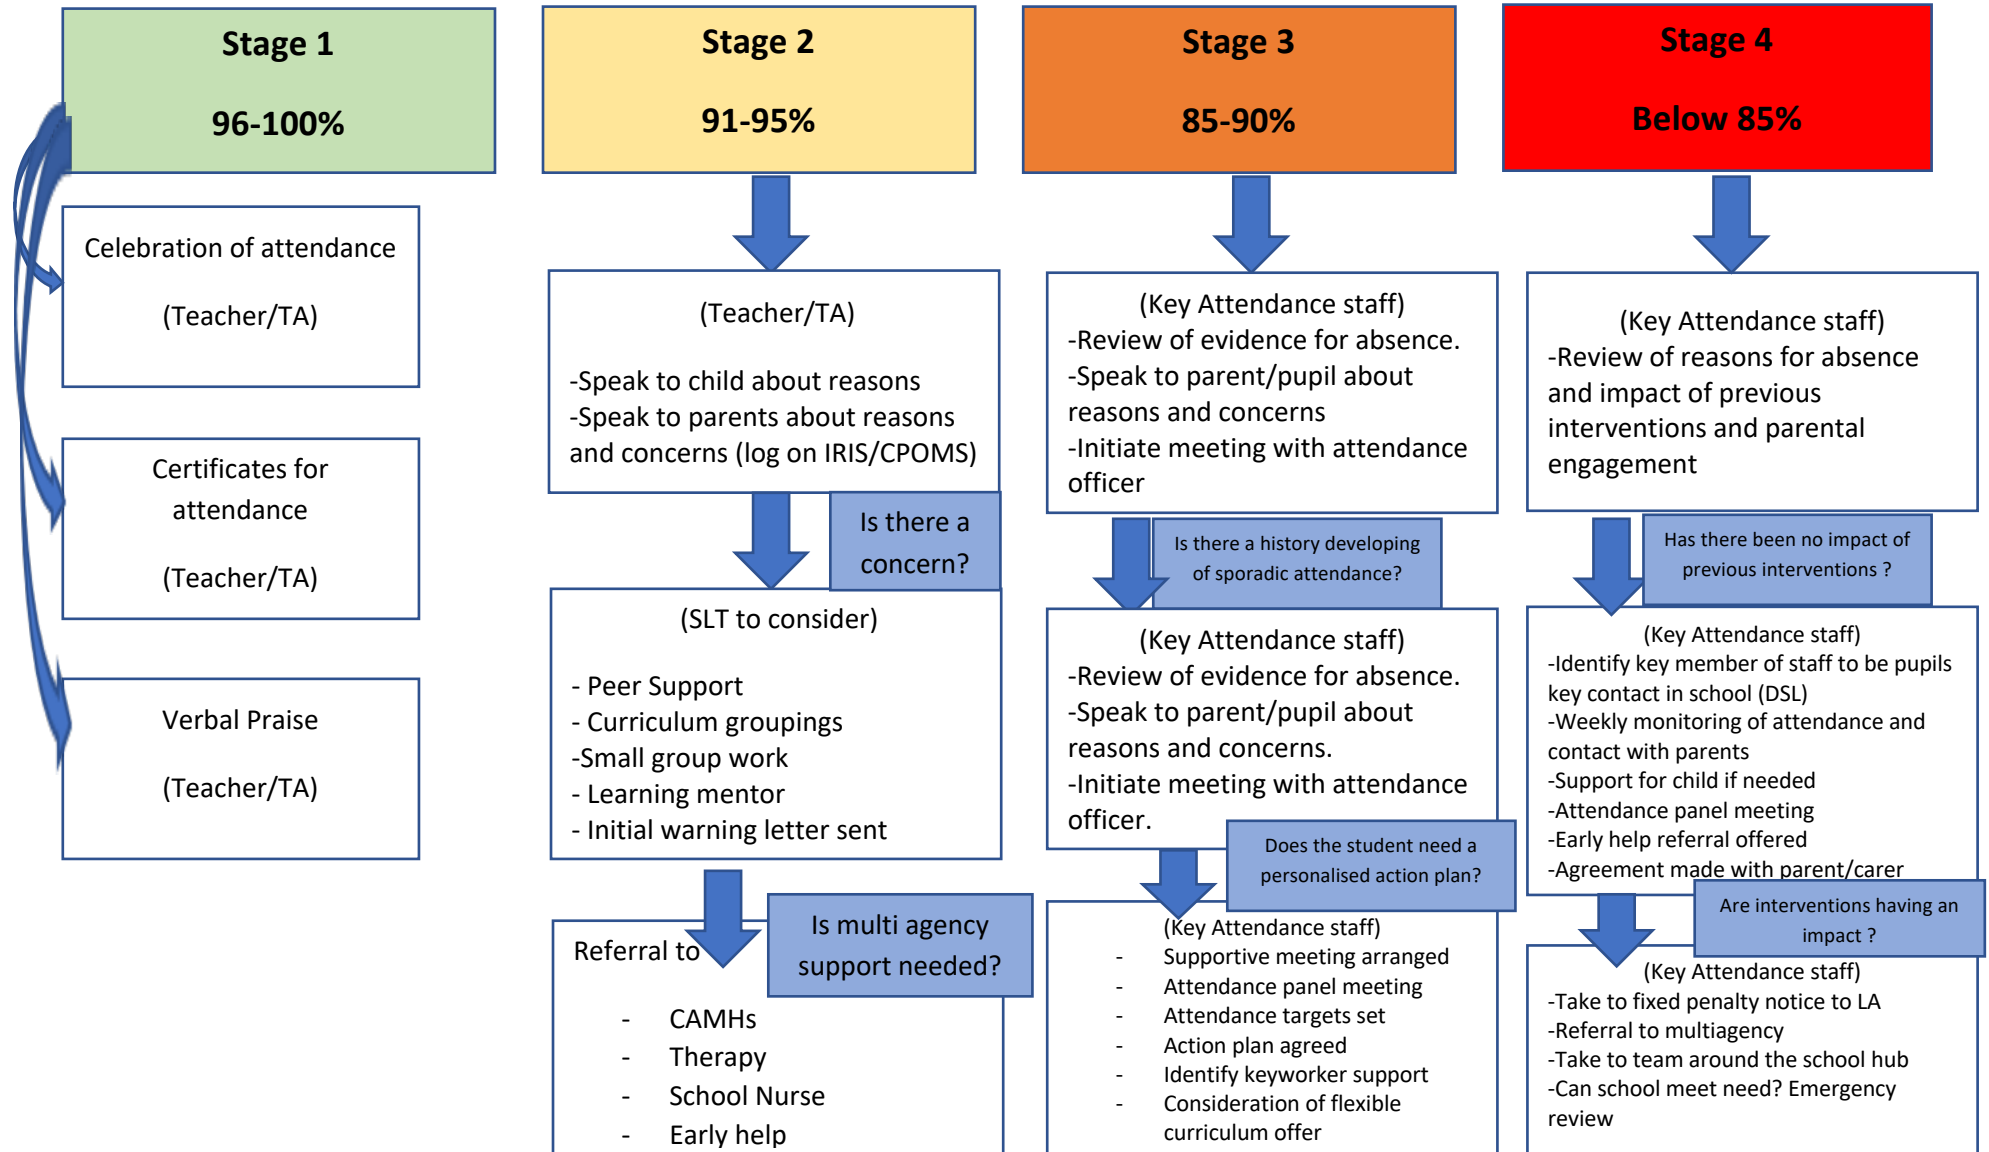 Stage 1
96-100%
Celebration of attendance
(Teacher/TA)
Certificates for
attendance
(Teacher/TA)
Verbal Praise
(Teacher/TA)
Stage 2
91-95%
(Teacher/TA)
-Speak to child about reasons
-Speak to parents about reasons
and concerns (log on IRIS/CPOMS)
Is there a
concern?
(SLT to consider)
- Peer Support
- Curriculum groupings
-Small group work
- Learning mentor
- Initial warning letter sent
Is multi agency
support needed?
Referral to
- CAMHs
- Therapy
- School Nurse
- Early help
Stage 3
85-90%
(Key Attendance staff)
-Review of evidence for absence.
-Speak to parent/pupil about
reasons and concerns
-Initiate meeting with attendance
officer
Is there a history developing
of sporadic attendance?
(Key Attendance staff)
-Review of evidence for absence.
-Speak to parent/pupil about
reasons and concerns.
-Initiate meeting with attendance
officer.
Does the student need a
personalised action plan?
(Key Attendance staff)
- Supportive meeting arranged
- Attendance panel meeting
- Attendance targets set
- Action plan agreed
- Identify keyworker support
- Consideration of flexible
curriculum offer
Stage 4
Below 85%
(Key Attendance staff)
-Review of reasons for absence
and impact of previous
interventions and parental
engagement
Has there been no impact of
previous interventions ?
(Key Attendance staff)
-Identify key member of staff to be pupils
key contact in school (DSL)
-Weekly monitoring of attendance and
contact with parents
-Support for child if needed
-Attendance panel meeting
-Early help referral offered
-Agreement made with parent/carer
Are interventions having an
impact ?
(Key Attendance staff)
-Take to fixed penalty notice to LA
-Referral to multiagency
-Take to team around the school hub
-Can school meet need? Emergency
review